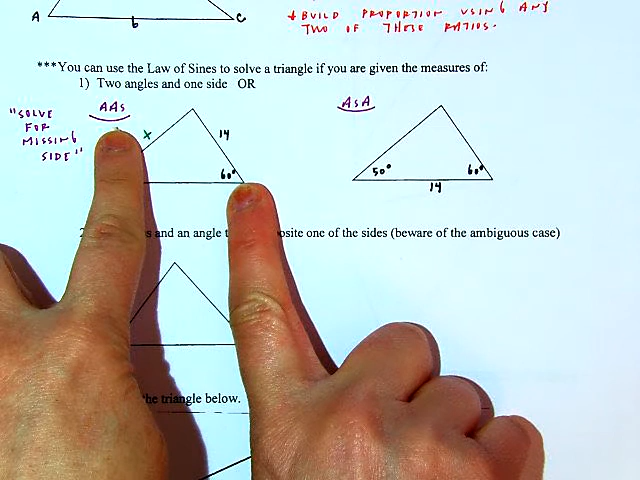 A b C
* BUILD PROPORTION USING ANY
TWO OF THESE RATIOS.
***You can use the Law of Sines to solve a triangle if you are given the measures of:
1) Two angles and one side OR
"SOLVE
FOR
MISSING
SIDE"
AAS
x
14
60°
ASA
50°
60°
14
and an angle
osite one of the sides (beware of the ambiguous case)
the triangle below.